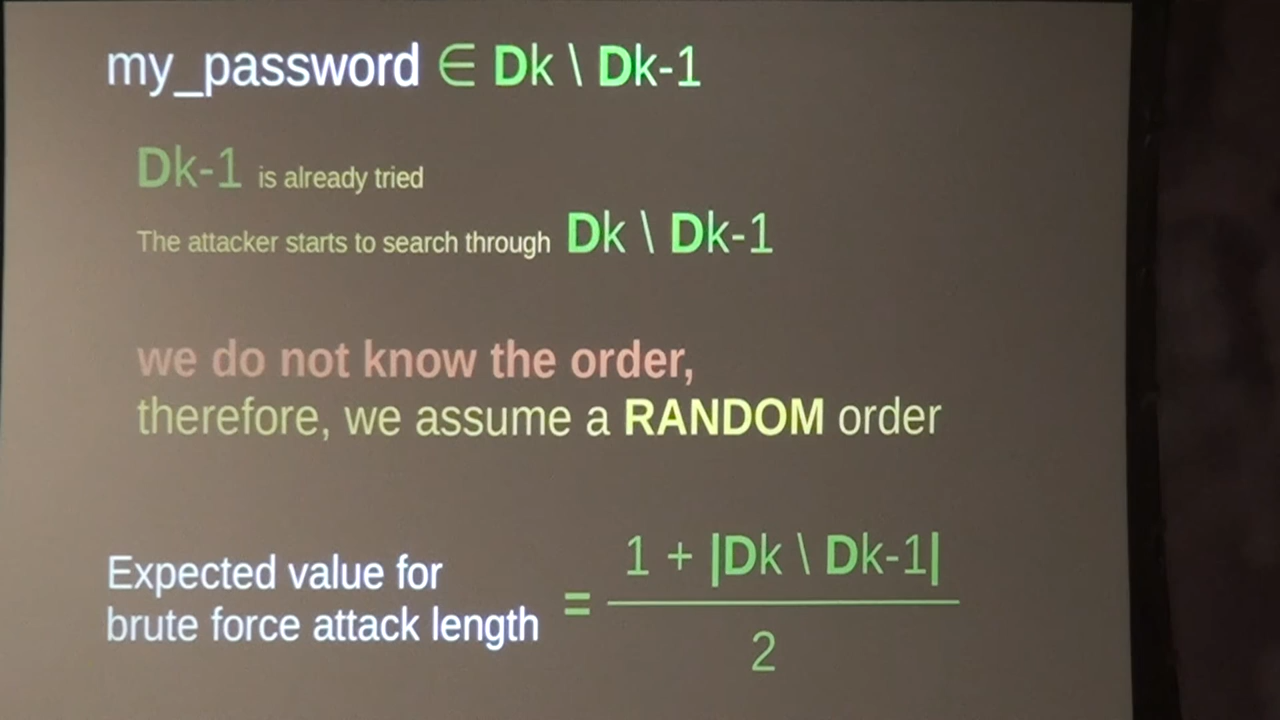 my_password ∈ Dk \ Dk-1
Dk-1 is already tried
The attacker starts to search through Dk \ Dk-1
we do not know the order,
therefore, we assume a RANDOM order
Expected value for
brute force attack length
=
1 + |Dk \ Dk-1|
2